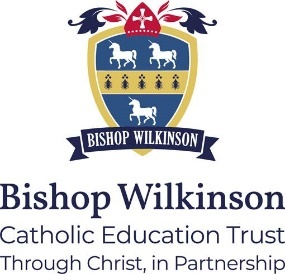 BISHOP WILKINSON
Bishop Wilkinson
Catholic Education Trust
Through Christ, in Partnership